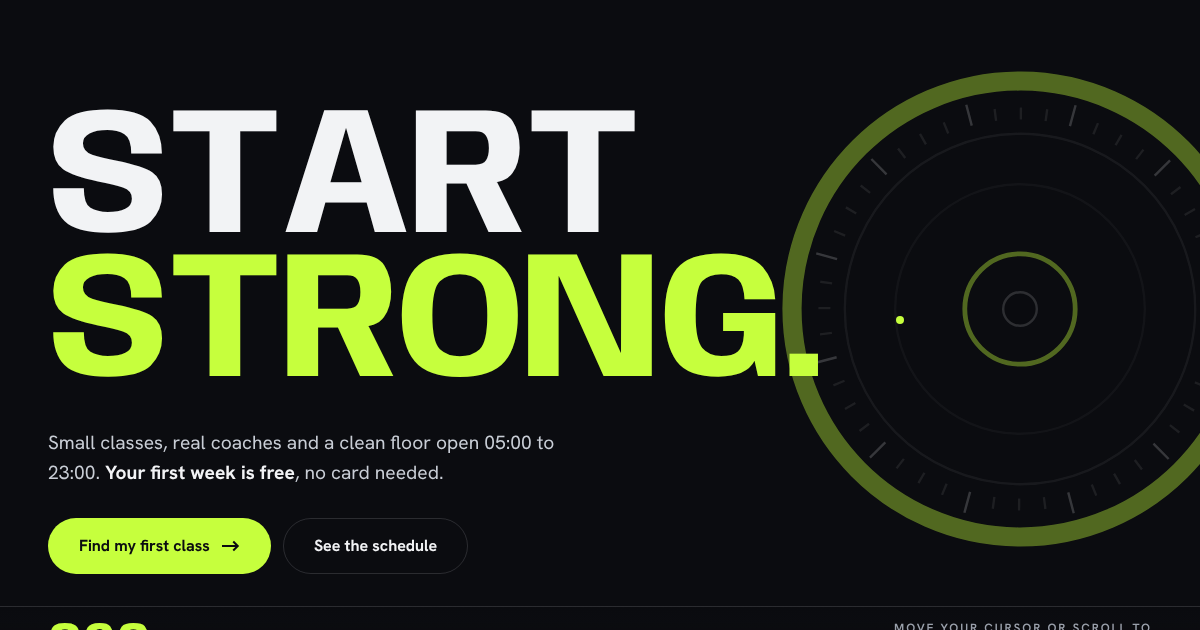 START
STRONG.
Small classes, real coaches and a clean floor open 05:00 to
23:00. Your first week is free, no card needed.
Find my first class →
See the schedule
MOVE YOUR CURSOR OR SCROLL TO